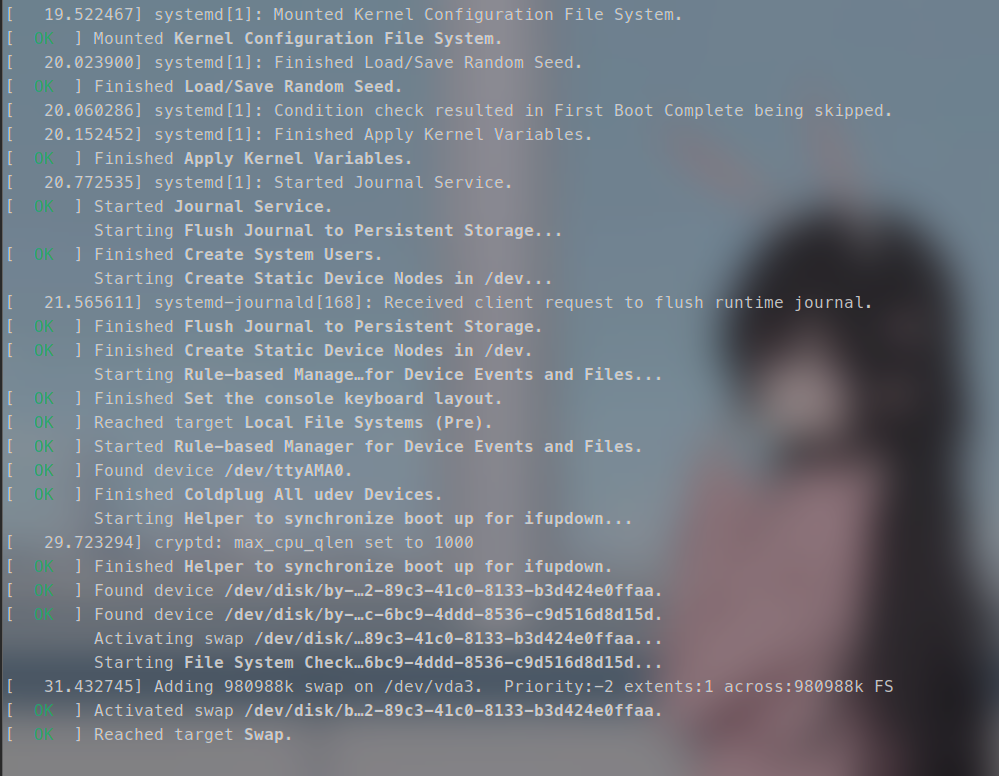 [   19.522467] systemd[1]: Mounted Kernel Configuration File System.
[  OK  ] Mounted Kernel Configuration File System.
[   20.023900] systemd[1]: Finished Load/Save Random Seed.
[  OK  ] Finished Load/Save Random Seed.
[   20.060286] systemd[1]: Condition check resulted in First Boot Complete being skipped.
[   20.152452] systemd[1]: Finished Apply Kernel Variables.
[  OK  ] Finished Apply Kernel Variables.
[   20.772535] systemd[1]: Started Journal Service.
[  OK  ] Started Journal Service.
         Starting Flush Journal to Persistent Storage...
[  OK  ] Finished Create System Users.
         Starting Create Static Device Nodes in /dev...
[   21.565611] systemd-journald[168]: Received client request to flush runtime journal.
[  OK  ] Finished Flush Journal to Persistent Storage.
[  OK  ] Finished Create Static Device Nodes in /dev.
         Starting Rule-based Manage…for Device Events and Files...
[  OK  ] Finished Set the console keyboard layout.
[  OK  ] Reached target Local File Systems (Pre).
[  OK  ] Started Rule-based Manager for Device Events and Files.
[  OK  ] Found device /dev/ttyAMA0.
[  OK  ] Finished Coldplug All udev Devices.
         Starting Helper to synchronize boot up for ifupdown...
[   29.723294] cryptd: max_cpu_qlen set to 1000
[  OK  ] Finished Helper to synchronize boot up for ifupdown.
[  OK  ] Found device /dev/disk/by-…2-89c3-41c0-8133-b3d424e0ffaa.
[  OK  ] Found device /dev/disk/by-…c-6bc9-4ddd-8536-c9d516d8d15d.
         Activating swap /dev/disk/…89c3-41c0-8133-b3d424e0ffaa...
         Starting File System Check…6bc9-4ddd-8536-c9d516d8d15d...
[   31.432745] Adding 980988k swap on /dev/vda3.  Priority:-2 extents:1 across:980988k FS
[  OK  ] Activated swap /dev/disk/b…2-89c3-41c0-8133-b3d424e0ffaa.
[  OK  ] Reached target Swap.